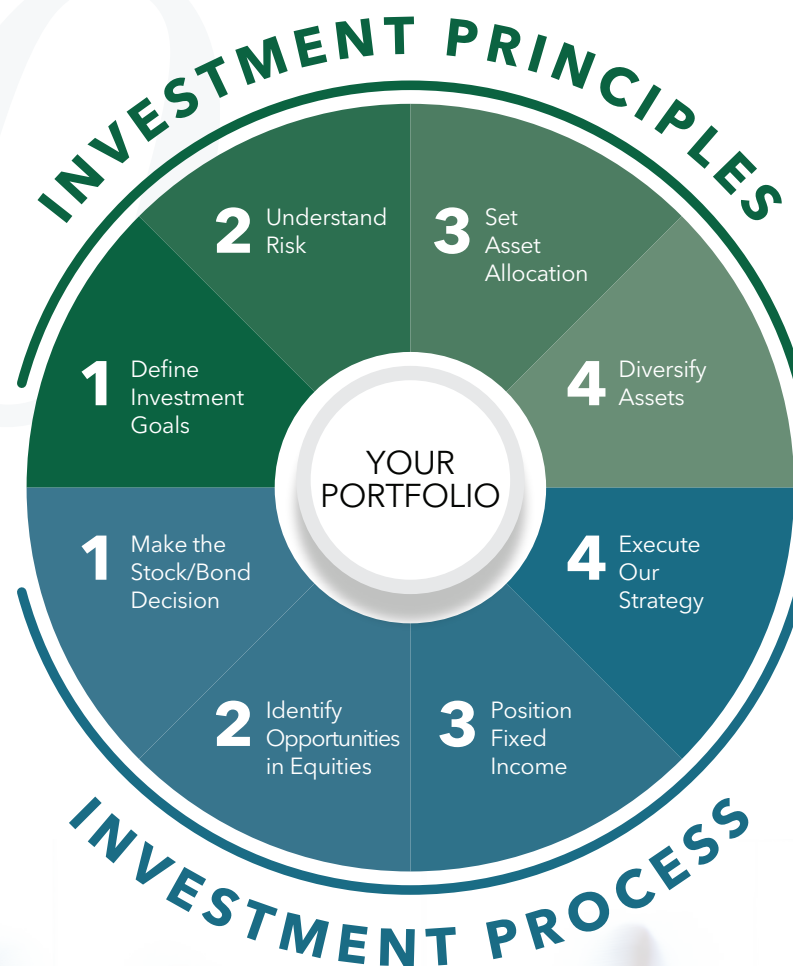 INVESTMENT PRINCIPLES
1 Define
Investment
Goals
2 Understand
Risk
3 Set
Asset
Allocation
4 Diversify
Assets
YOUR
PORTFOLIO
1 Make the
Stock/Bond
Decision
2 Identify
Opportunities
in Equities
3 Position
Fixed
Income
4 Execute
Our
Strategy
INVESTMENT PROCESS